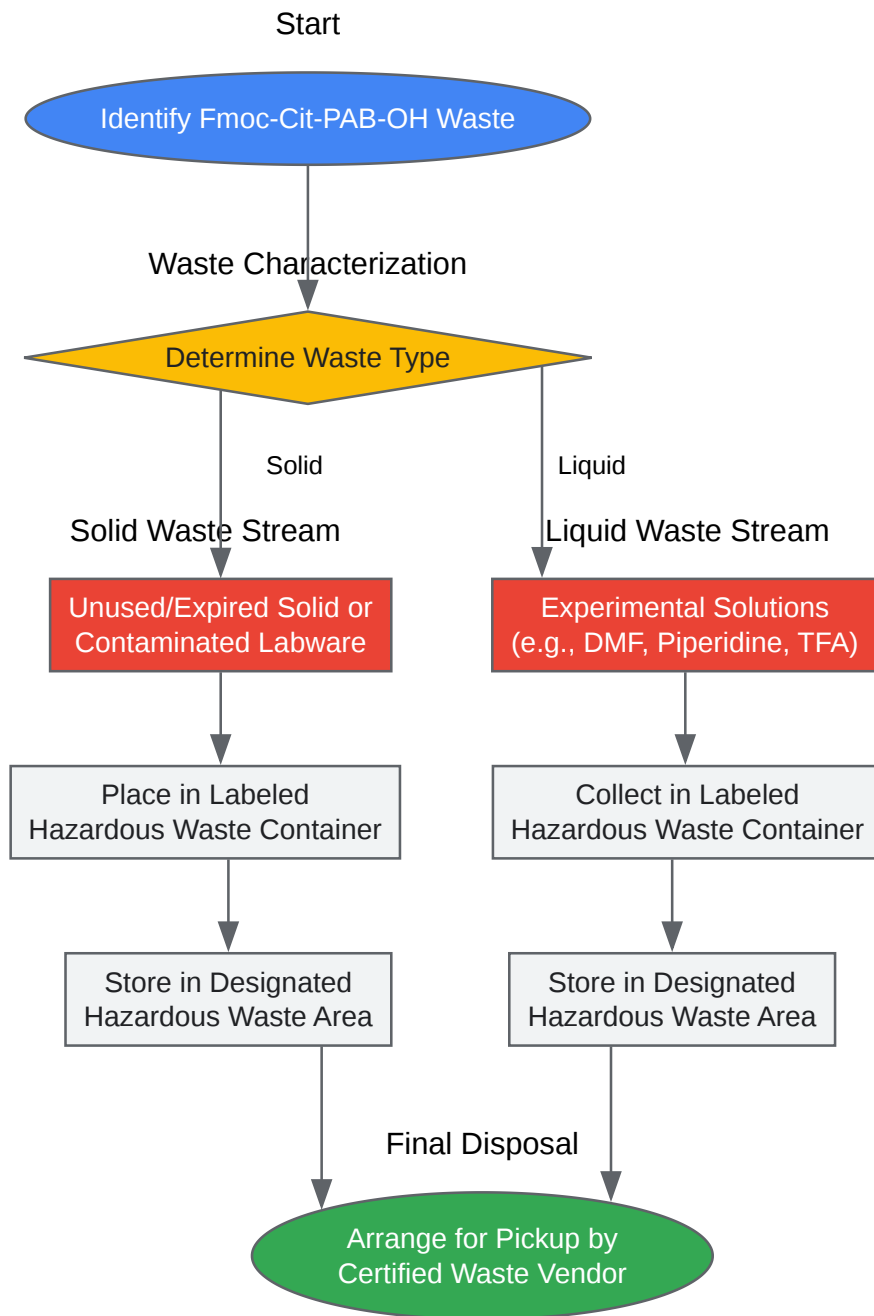 Start
Identify Fmoc-Cit-PAB-OH Waste
Waste Characterization
Determine Waste Type
Solid
Liquid
Solid Waste Stream
Liquid Waste Stream
Unused/Expired Solid or
Contaminated Labware
Experimental Solutions
(e.g., DMF, Piperidine, TFA)
Place in Labeled
Hazardous Waste Container
Collect in Labeled
Hazardous Waste Container
Store in Designated
Hazardous Waste Area
Store in Designated
Hazardous Waste Area
Final Disposal
Arrange for Pickup by
Certified Waste Vendor